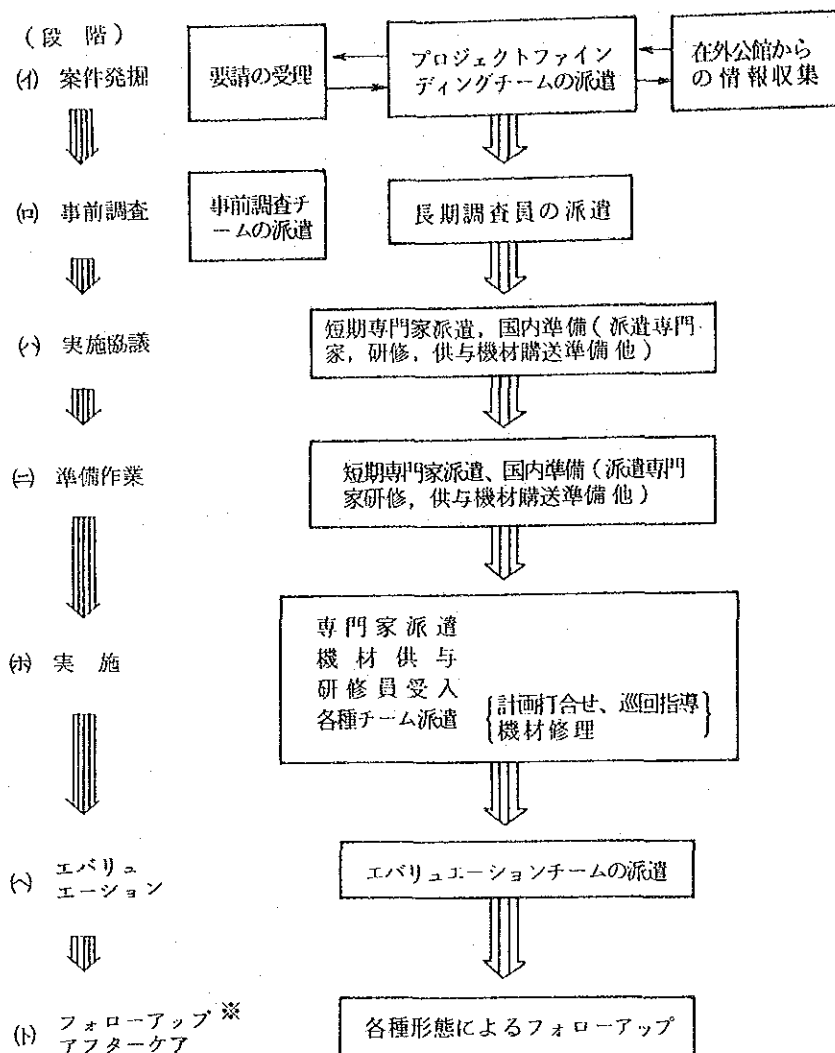 (段 階)
(イ) 案件発掘
要請の受理
プロジェクトファイン
ディングチームの派遣
在外公館から
の情報収集
(ロ) 事前調査
事前調査チ
ームの派遣
長期調査員の派遣
(ハ) 実施協議
短期専門家派遣,国内準備(派遣専門
家,研修,供与機材購送準備他)
(ニ) 準備作業
短期専門家派遣、国内準備(派遣専門
家研修,供与機材購送準備他)
(ホ) 実 施
専門家派遣
機材供与
研修員受入
各種チーム派遣
{計画打合せ、巡回指導
機材修理}
(ヘ) エバリュ
エーション
エバリュエーションチームの派遣
(ト) フォローアップ※
アフターケア
各種形態によるフォローアップ